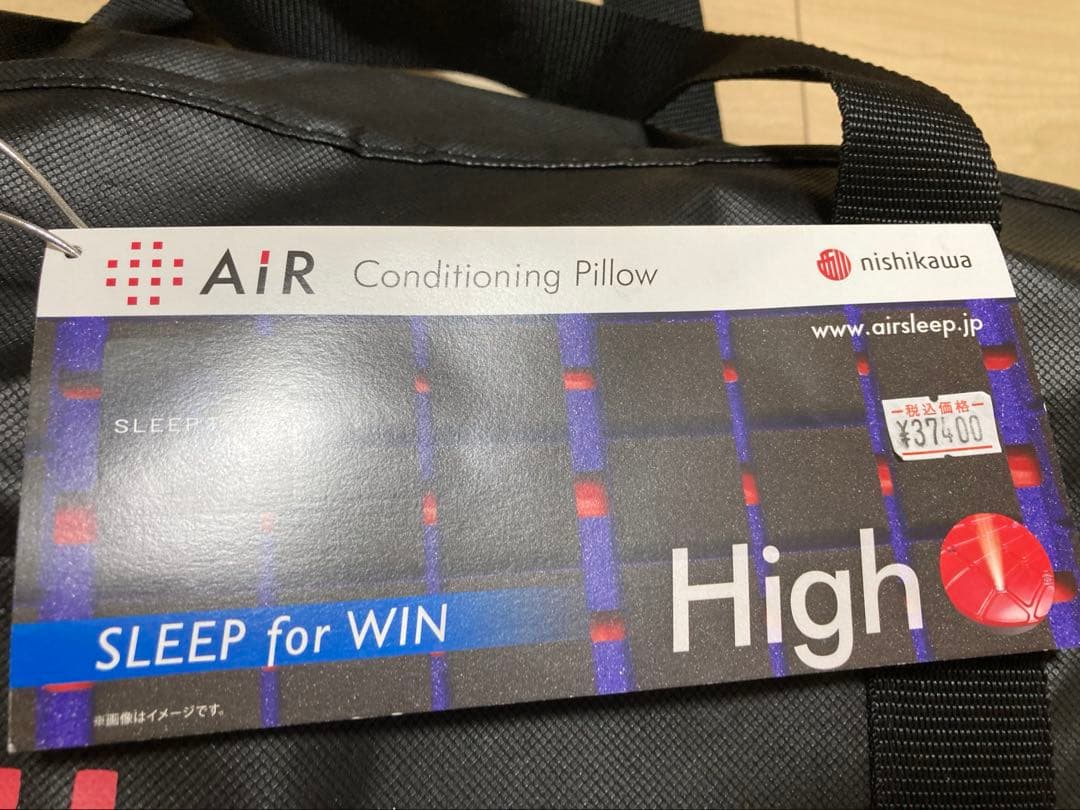 AiR Conditioning Pillow
nishikawa
www.airsleep.jp
SLEEP
税込価格
¥37400
High
SLEEP for WIN
※画像はイメージです。